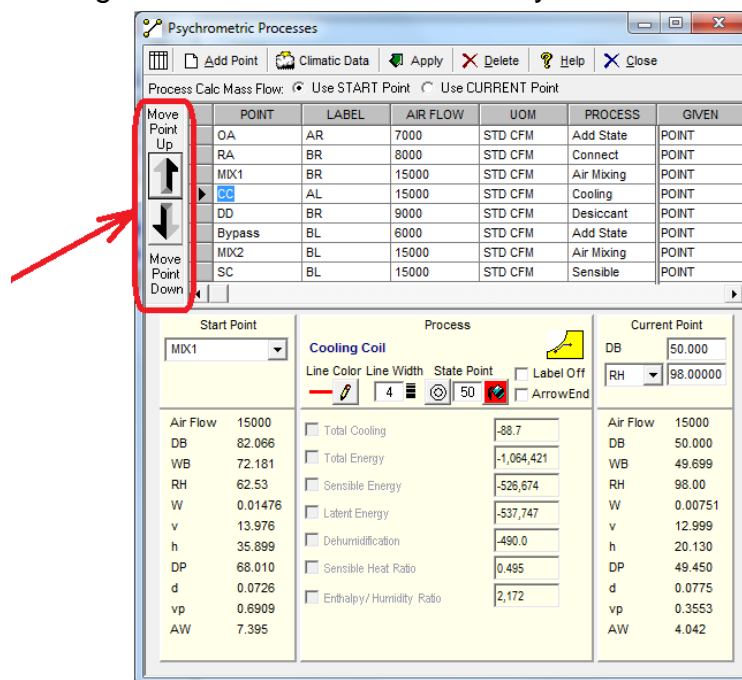 Psychrometric Processes
Add Point Climatic Data Apply Delete Help Close
Process Calc Mass Flow: Use START Point Use CURRENT Point
Move Point Up
POINT LABEL AIR FLOW UOM PROCESS GIVEN
OA AR 7000 STD CFM Add State POINT
RA BR 8000 STD CFM Connect POINT
MIX1 BR 15000 STD CFM Air Mixing POINT
CC AL 15000 STD CFM Cooling POINT
DD BR 9000 STD CFM Desiccant POINT
Bypass BL 6000 STD CFM Add State POINT
MIX2 BL 15000 STD CFM Air Mixing POINT
SC BL 15000 STD CFM Sensible POINT
Move Point Down
Start Point Process Current Point
MIX1 Cooling Coil DB 50.000
Line Color Line Width State Point Label Off RH 98.00000
4 50 ArrowEnd
Air Flow 15000 Total Cooling -88.7 Air Flow 15000
DB 82.066 DB 50.000
WB 72.181 Total Energy -1,064,421 WB 49.699
RH 62.53 Sensible Energy -526,674 RH 98.00
W 0.01476 Latent Energy -537,747 W 0.00751
v 13.976 v 12.999
h 35.899 Dehumidification -490.0 h 20.130
DP 68.010 Sensible Heat Ratio 0.495 DP 49.450
d 0.0726 Enthalpy/Humidity Ratio 2,172 d 0.0775
vp 0.6909 vp 0.3553
AW 7.395 AW 4.042